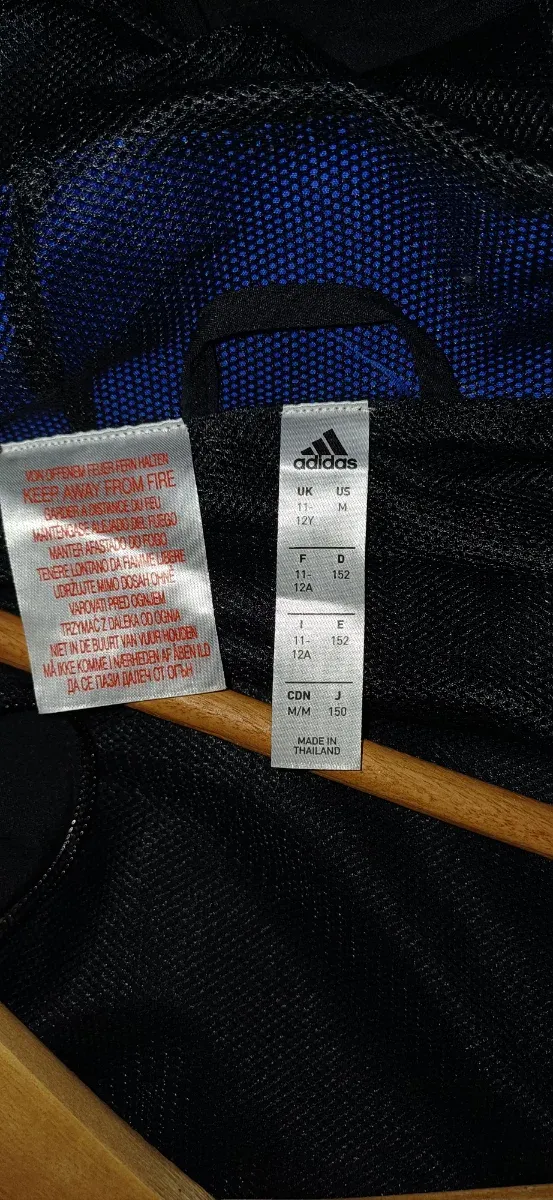 VON OFFENEM FEUER FERN HALTEN
KEEP AWAY FROM FIRE
GARDER A DISTANCE DU FEU
MANTENGASE ALEJADO DEL FUEGO
MANTER AFASTADO DO FOGO
TENERE LONTANO DA FIAMME LIBERE
UDRŽUJTE MIMO DOSAH OHNĚ
VAROVATI PRED OGNJEM
TRZYMAĆ Z DALEKA OD OGNIA
NIET IN DE BUURT VAN VUUR HOUDEN
MÅ IKKE KOMME I NÆRHEDEN AF ÅBEN ILD
ДА СЕ ПАЗИ ДАЛЕЧ ОТ ОГЪН
adidas
UK US
11- M
12Y
F D
11- 152
12A
I E
11- 152
12A
CDN J
M/M 150
MADE IN
THAILAND